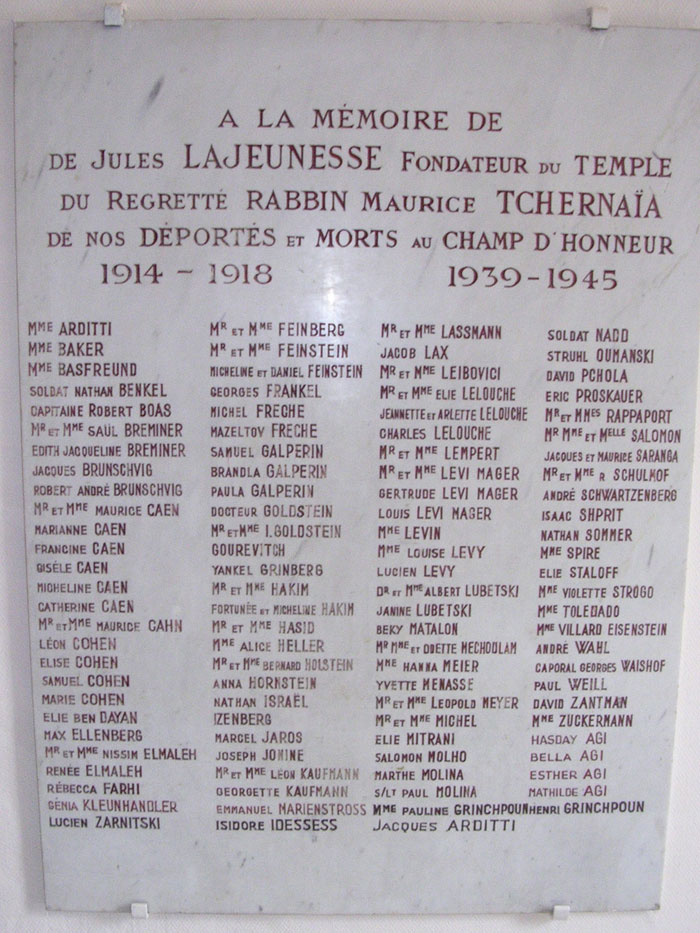 A LA MÉMOIRE DE
DE JULES LAJEUNESSE FONDATEUR DU TEMPLE
DU REGRETTÉ RABBIN MAURICE TCHERNAÏA
DE NOS DÉPORTÉS ET MORTS AU CHAMP D'HONNEUR
1914 - 1918 1939 - 1945
MME ARDITTI
MME BAKER
MME BASFREUND
SOLDAT NATHAN BENKEL
CAPITAINE ROBERT BOAS
MR ET MME SAÜL BREMINER
EDITH JACQUELINE BREMINER
JACQUES BRUNSCHVIG
ROBERT ANDRÉ BRUNSCHVIG
MR ET MME MAURICE CAEN
MARIANNE CAEN
FRANCINE CAEN
GISÈLE CAEN
MICHELINE CAEN
CATHERINE CAEN
MR ET MME MAURICE CAHN
LÉON COHEN
ELISE COHEN
SAMUEL COHEN
MARIE COHEN
ELIE BEN DAYAN
MAX ELLENBERG
MR ET MME NISSIM ELMALEH
RENÉE ELMALEH
RÉBECCA FARHI
GÉNIA KLEUNHANDLER
LUCIEN ZARNITSKI
MR ET MME FEINBERG
MR ET MME FEINSTEIN
MICHELINE ET DANIEL FEINSTEIN
GEORGES FRANKEL
MICHEL FRECHE
MAZELTOV FRECHE
SAMUEL GALPERIN
BRANDLA GALPERIN
PAULA GALPERIN
DOCTEUR GOLDSTEIN
MR ET MME I. GOLDSTEIN
GOUREVITCH
YANKEL GRINBERG
MR ET MME HAKIM
FORTUNÉE ET MICHELINE HAKIM
MR ET MME HASID
MME ALICE HELLER
MR ET MME BERNARD HOLSTEIN
ANNA HORNSTEIN
NATHAN ISRAËL
IZENBERG
MARCEL JAROS
JOSEPH JOMINE
MR ET MME LÉON KAUFMANN
GEORGETTE KAUFMANN
EMMANUEL MARIENSTROSS
ISIDORE IDESSESS
MR ET MME LASSMANN
JACOB LAX
MR ET MME LEIBOVICI
MR ET MME ELIE LELOUCHE
JEANNETTE ET ARLETTE LELOUCHE
CHARLES LELOUCHE
MR ET MME LEMPERT
MR ET MME LEVI MAGER
GERTRUDE LEVI MAGER
LOUIS LEVI MAGER
MME LEVIN
MME LOUISE LEVY
LUCIEN LEVY
DR ET MME ALBERT LUBETSKI
JANINE LUBETSKI
BEKY MATALON
MR MME ET ODETTE MECHOULAM
MME HANNA MEIER
YVETTE MENASSE
MR ET MME LEOPOLD MEYER
MR ET MME MICHEL
ELIE MITRANI
SALOMON MOLHO
MARTHE MOLINA
S/LT PAUL MOLINA
MME PAULINE GRINCHPOUN
JACQUES ARDITTI
SOLDAT NADD
STRUHL OUMANSKI
DAVID PCHOLA
ERIC PROSKAUER
MR ET MMES RAPPAPORT
MR MME ET MELLE SALOMON
JACQUES ET MAURICE SARANGA
MR ET MME R SCHULHOF
ANDRÉ SCHWARTZENBERG
ISAAC SHPRIT
NATHAN SOMMER
MME SPIRE
ELIE STALOFF
MME VIOLETTE STROGO
MME TOLEDADO
MME VILLARD EISENSTEIN
ANDRÉ WAHL
CAPORAL GEORGES WAISHOF
PAUL WEILL
DAVID ZANTMAN
MME ZUCKERMANN
HASDAY AGI
BELLA AGI
ESTHER AGI
MATHILDE AGI
HENRI GRINCHPOUN